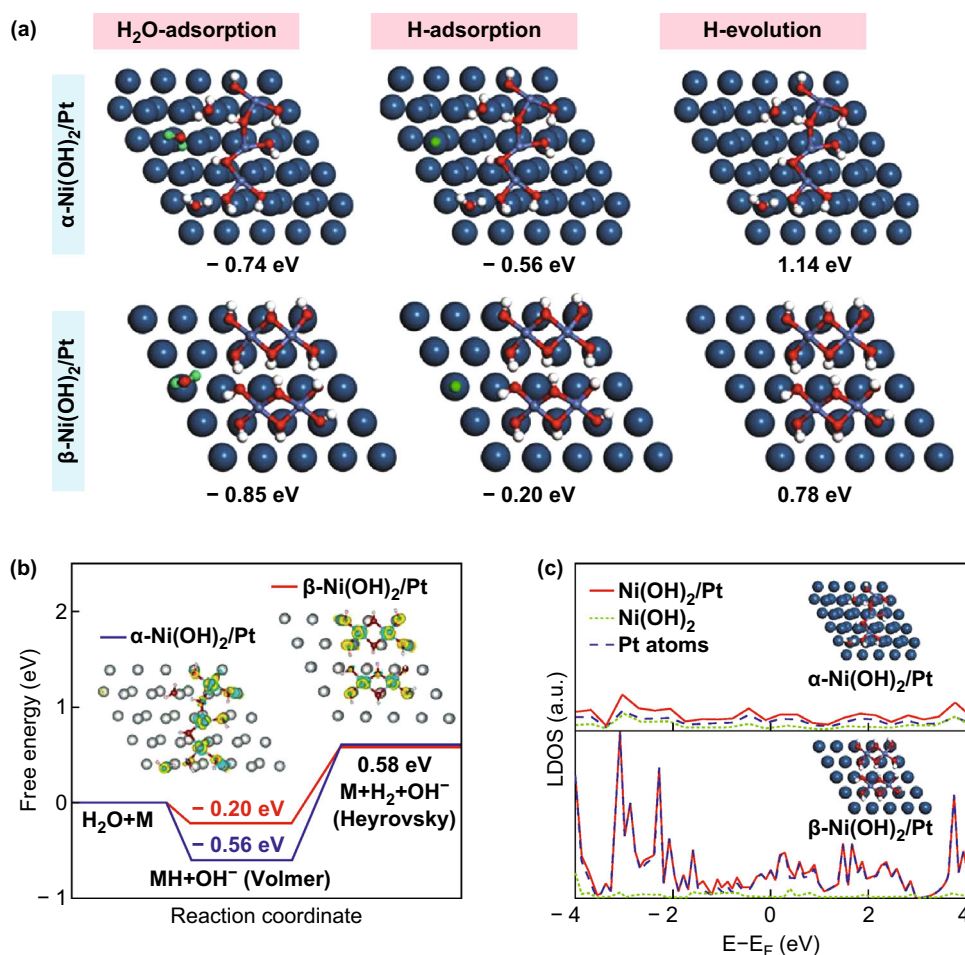 (a)
H₂O-adsorption
H-adsorption
H-evolution
α-Ni(OH)₂/Pt
− 0.74 eV
− 0.56 eV
1.14 eV
β-Ni(OH)₂/Pt
− 0.85 eV
− 0.20 eV
0.78 eV
(b)
β-Ni(OH)₂/Pt
α-Ni(OH)₂/Pt
Free energy (eV)
2
1
0
− 1
H₂O+M
− 0.20 eV
− 0.56 eV
MH+OH⁻ (Volmer)
0.58 eV
M+H₂+OH⁻
(Heyrovsky)
Reaction coordinate
(c)
Ni(OH)₂/Pt
Ni(OH)₂
Pt atoms
α-Ni(OH)₂/Pt
LDOS (a.u.)
β-Ni(OH)₂/Pt
− 4
− 2
0
2
4
E−E_F (eV)